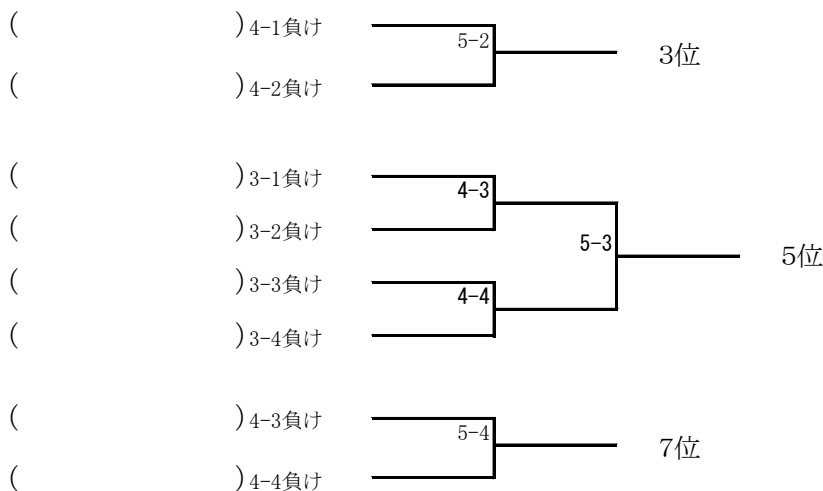 (　　　　　　　)4-1負け
5-2
3位
(　　　　　　　)4-2負け
(　　　　　　　)3-1負け
4-3
(　　　　　　　)3-2負け
5-3
5位
(　　　　　　　)3-3負け
4-4
(　　　　　　　)3-4負け
(　　　　　　　)4-3負け
5-4
7位
(　　　　　　　)4-4負け